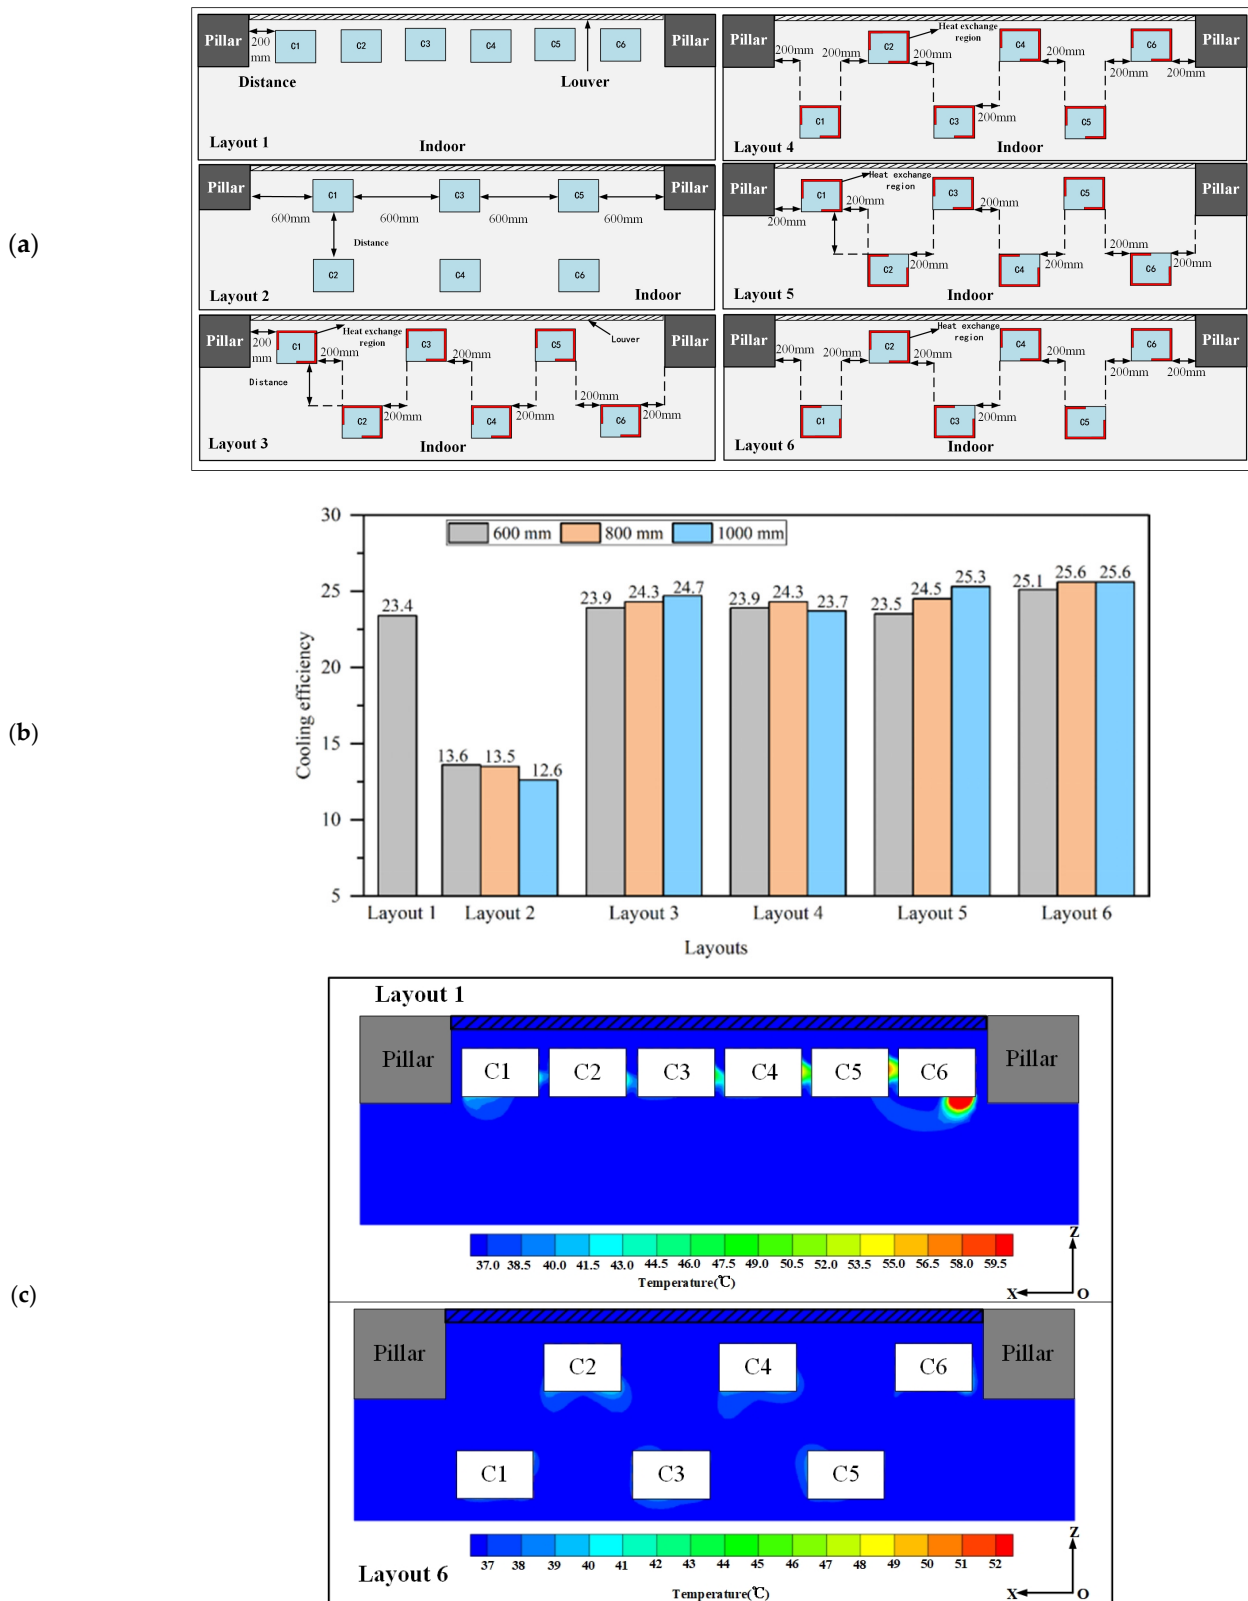 (a)
Pillar
200
mm
C1
C2
C3
C4
C5
C6
Pillar
Distance
Louver
Layout 1
Indoor
Pillar
600mm
C1
600mm
C3
600mm
C5
600mm
Pillar
Distance
C2
C4
C6
Layout 2
Indoor
Pillar
200
mm
C1
Heat exchange
region
200mm
C3
200mm
C5
Louver
Pillar
Distance
C2
200mm
C4
200mm
200mm
C6
200mm
Layout 3
Indoor
Pillar
200mm
200mm
C2
Heat exchange
region
200mm
C4
200mm
C6
200mm
200mm
Pillar
C1
C3
200mm
C5
Layout 4
Indoor
Pillar
200mm
C1
Heat exchange
region
200mm
C3
200mm
C5
200mm
Pillar
C2
200mm
C4
200mm
C6
200mm
Layout 5
Indoor
Pillar
200mm
200mm
C2
Heat exchange
region
200mm
C4
200mm
C6
200mm
200mm
Pillar
C1
C3
200mm
C5
Layout 6
Indoor
(b)
Cooling efficiency
30
25
20
15
10
5
600 mm
800 mm
1000 mm
23.4
13.6
13.5
12.6
23.9
24.3
24.7
23.9
24.3
23.7
23.5
24.5
25.3
25.1
25.6
25.6
Layout 1
Layout 2
Layout 3
Layout 4
Layout 5
Layout 6
Layouts
(c)
Layout 1
Pillar
C1
C2
C3
C4
C5
C6
Pillar
37.0 38.5 40.0 41.5 43.0 44.5 46.0 47.5 49.0 50.5 52.0 53.5 55.0 56.5 58.0 59.5
Temperature(℃)
Z
X
O
Pillar
C2
C4
C6
Pillar
C1
C3
C5
37 38 39 40 41 42 43 44 45 46 47 48 49 50 51 52
Temperature(℃)
Layout 6
Z
X
O